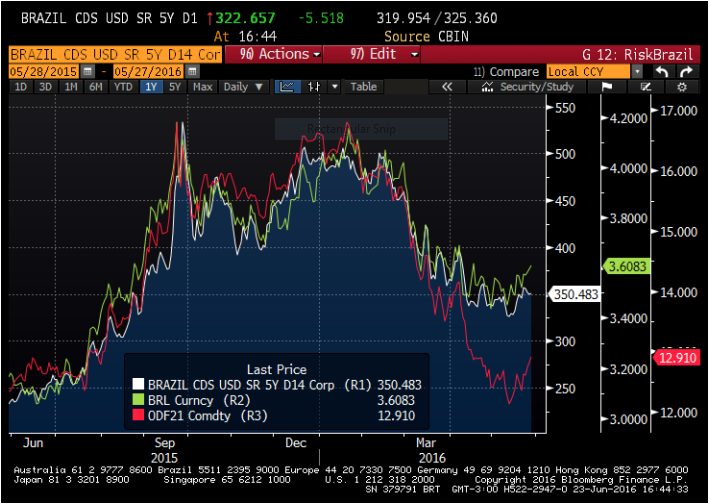 BRAZIL CDS USD SR 5Y D1 ↑322.657 -5.518 319.954/325.360
At 16:44 Source CBIN
BRAZIL CDS USD SR 5Y D14 Cor 96) Actions 97) Edit G 12: RiskBrazil
05/28/2015 - 05/27/2016 11) Compare Local CCY
1D 3D 1M 6M YTD 1Y 5Y Max Daily ▼ Table « Security/Study
Rectangular Snip
550
500
450
400
350.483
300
250
4.2000
4.0000
3.8000
3.6083
3.4000
3.2000
3.0000
17.000
16.000
15.000
14.000
12.910
12.000
Last Price
BRAZIL CDS USD SR 5Y D14 Corp (R1) 350.483
BRL Curncy (R2) 3.6083
ODF21 Comdty (R3) 12.910
Jun Sep Dec Mar
2015 2016
Australia 61 2 9777 8600 Brazil 5511 2395 9000 Europe 44 20 7330 7500 Germany 49 69 9204 1210 Hong Kong 852 2977 6000
Japan 81 3 3201 8900 Singapore 65 6212 1000 U.S. 1 212 318 2000 Copyright 2016 Bloomberg Finance L.P.
SN 379791 BRT GMT-3:00 H522-2947-0 23-Jun-2016 16:44:33